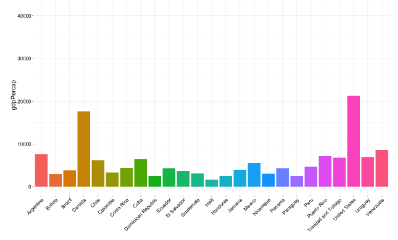 40000
30000
20000
10000
0
gdpPercap
Argentina
Bolivia
Brazil
Canada
Chile
Colombia
Costa Rica
Cuba
Dominican Republic
Ecuador
El Salvador
Guatemala
Haiti
Honduras
Jamaica
Mexico
Nicaragua
Panama
Paraguay
Peru
Puerto Rico
Trinidad and Tobago
United States
Uruguay
Venezuela